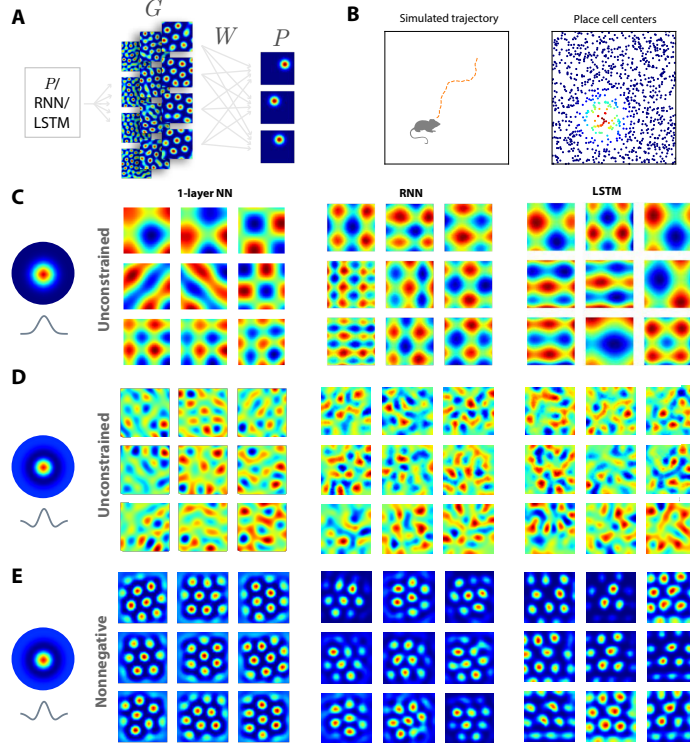 A
G
W
P
P/
RNN/
LSTM
B
Simulated trajectory
Place cell centers
1-layer NN
RNN
LSTM
C
Unconstrained
D
Unconstrained
E
Nonnegative